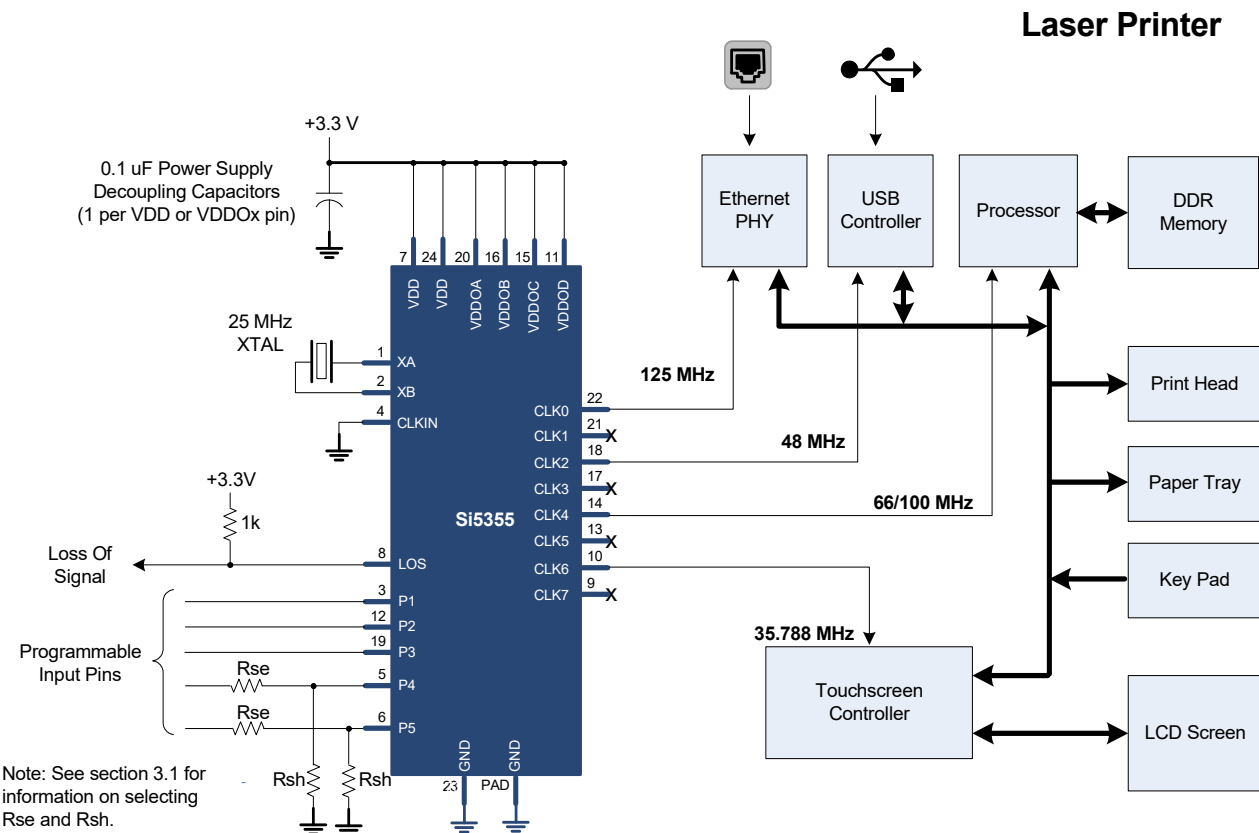 Laser Printer
+3.3 V
0.1 uF Power Supply
Decoupling Capacitors
(1 per VDD or VDDOx pin)
7
24
20
16
15
11
VDD
VDD
VDDOA
VDDOB
VDDOC
VDDOD
Ethernet
PHY
USB
Controller
Processor
DDR
Memory
25 MHz
XTAL
1
XA
2
XB
4
CLKIN
125 MHz
22
CLK0
21
CLK1
X
48 MHz
18
CLK2
17
CLK3
X
66/100 MHz
14
CLK4
13
CLK5
X
10
CLK6
9
CLK7
X
Si5355
Print Head
Paper Tray
Key Pad
+3.3V
1k
Loss Of
Signal
8
LOS
3
P1
12
P2
19
P3
Programmable
Input Pins
Rse
5
P4
Rse
6
P5
35.788 MHz
Touchscreen
Controller
LCD Screen
GND
GND
23
PAD
Rsh
Rsh
Note: See section 3.1 for
information on selecting
Rse and Rsh.